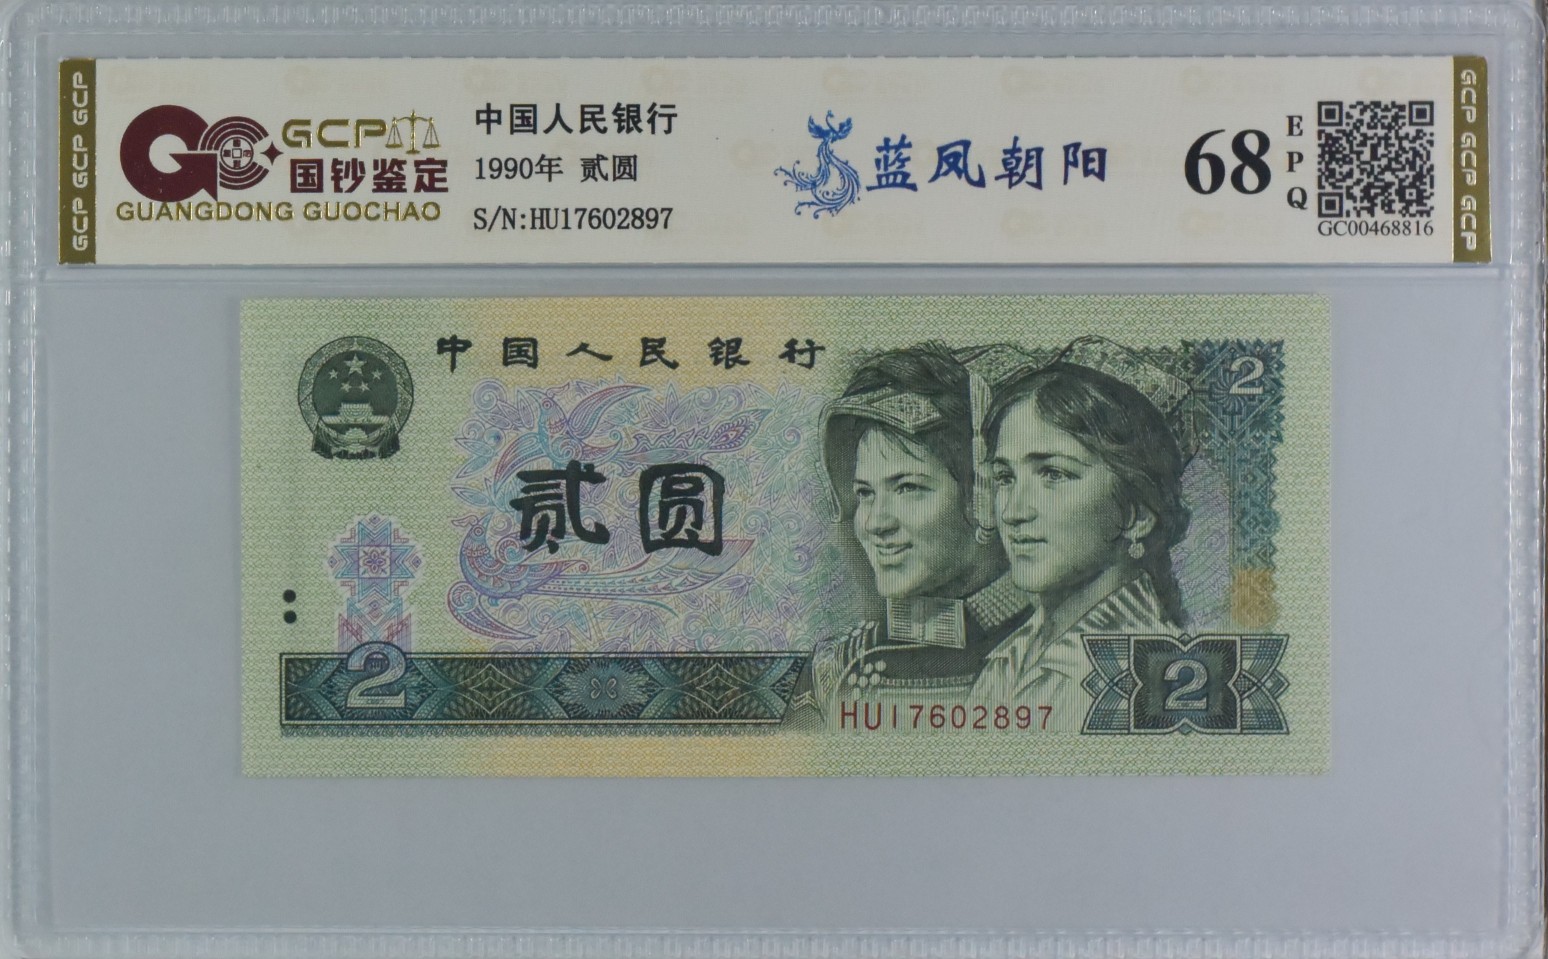 GCP GCP GCP
GCP
国钞鉴定
GUANGDONG GUOCHAO
中国人民银行
1990年 贰圆
S/N:HU17602897
蓝凤朝阳
68
EPQ
GC00468816
GCP GCP GCP
中国人民银行
2
贰圆
2
HU17602897
2